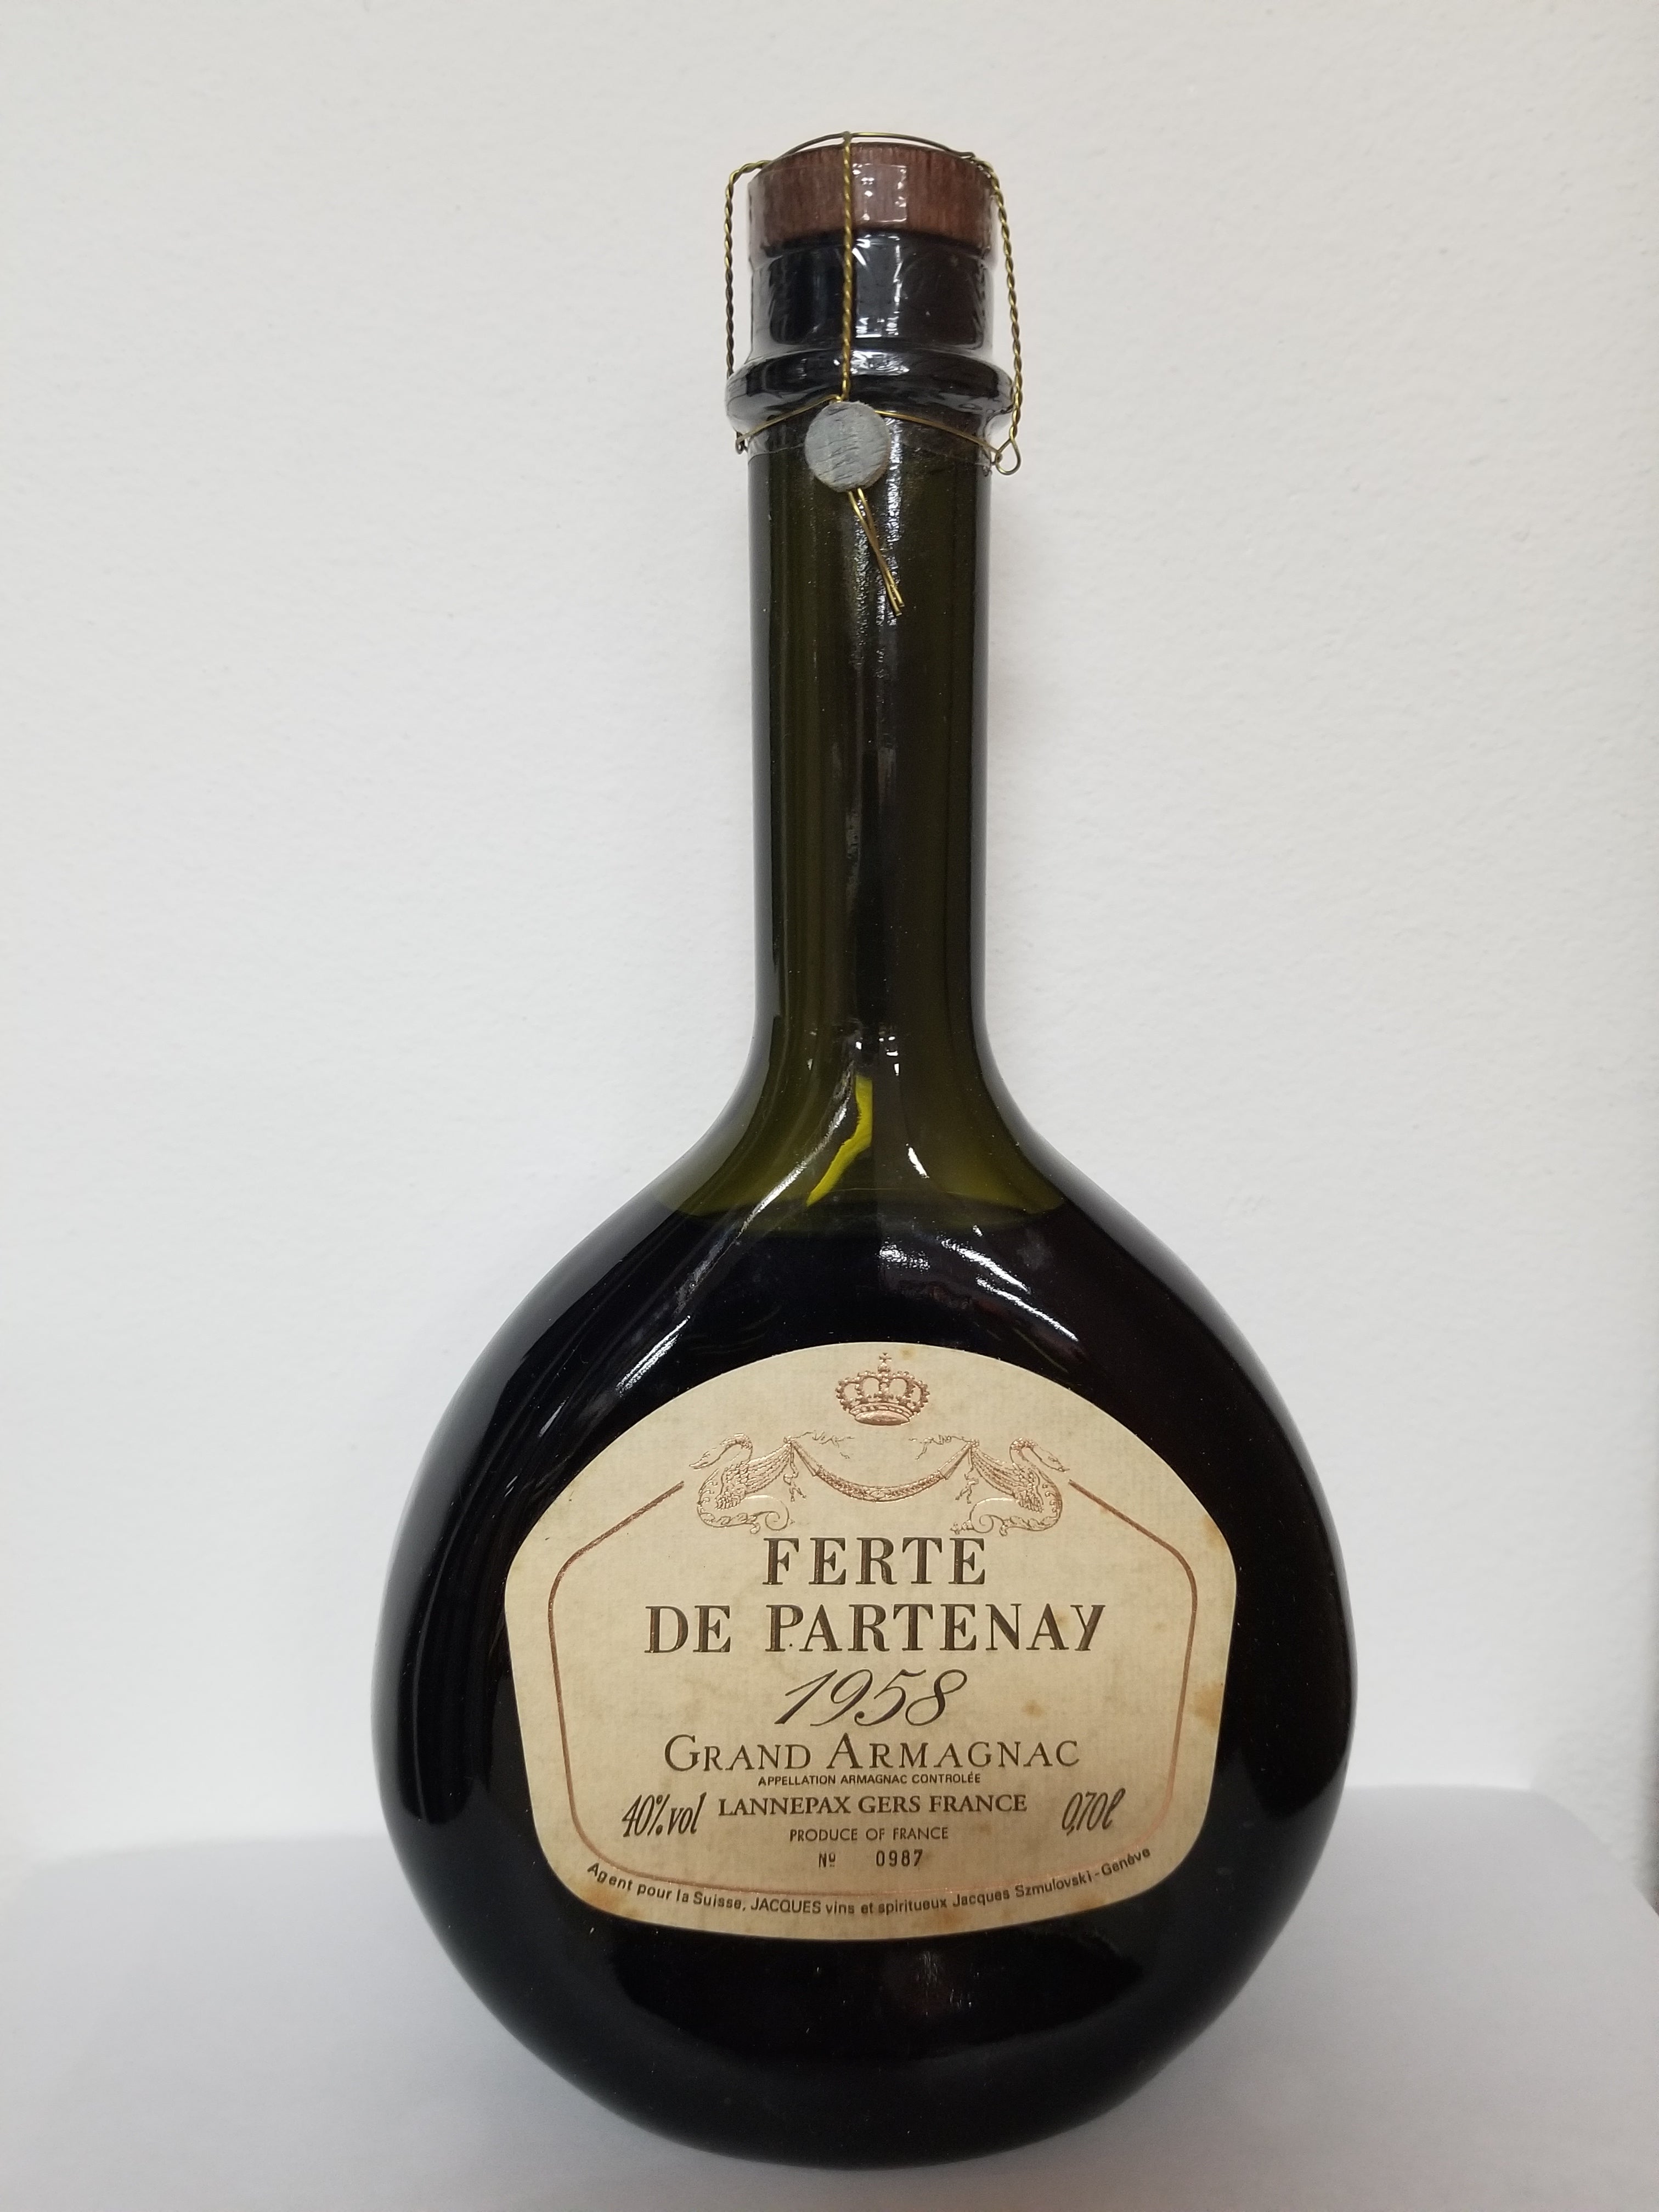 FERTE
DE PARTENAY
1958
GRAND ARMAGNAC
APPELLATION ARMAGNAC CONTROLÉE
40% vol LANNEPAX GERS FRANCE 0,70ℓ
PRODUCE OF FRANCE
Nº 0987
Agent pour la Suisse, JACQUES vins et spiritueux Jacques Szmulovski-Genève